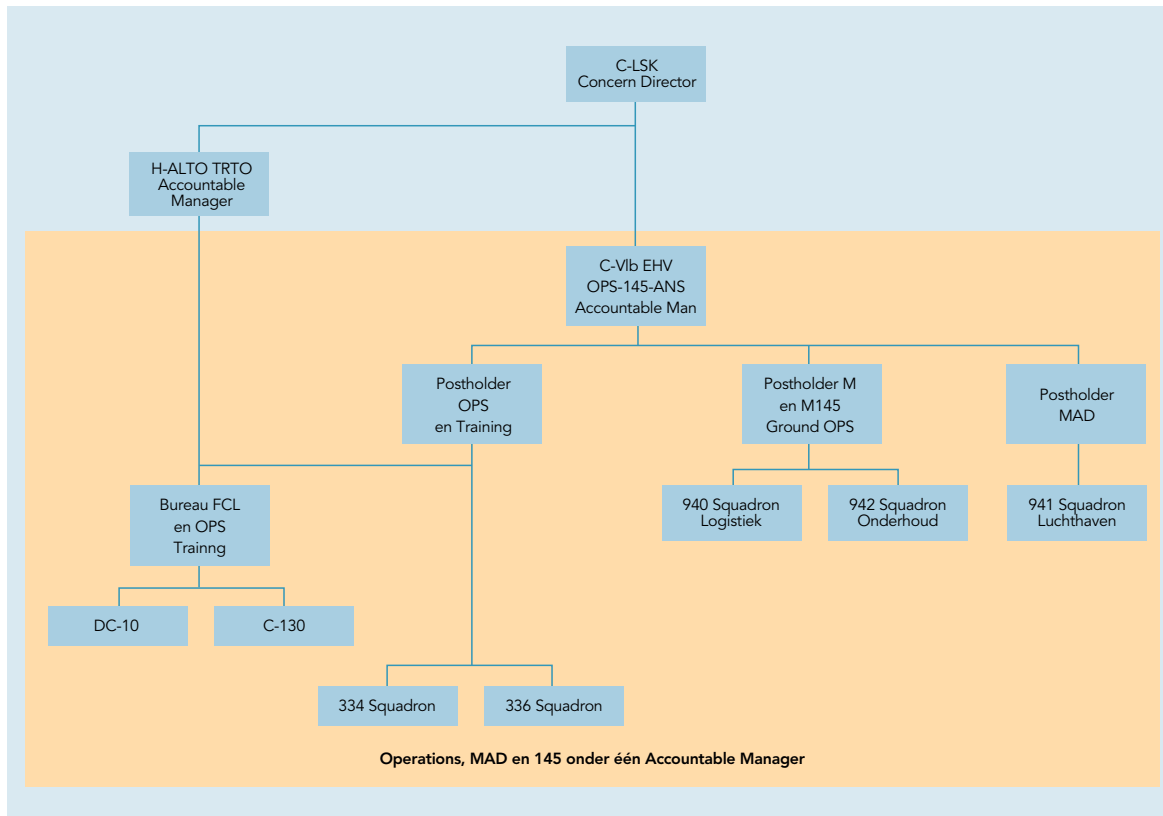 C-LSK
Concern Director
H-ALTO TRTO
Accountable
Manager
C-Vlb EHV
OPS-145-ANS
Accountable Man
Postholder
OPS
en Training
Postholder M
en M145
Ground OPS
Postholder
MAD
Bureau FCL
en OPS
Trainng
940 Squadron
Logistiek
942 Squadron
Onderhoud
941 Squadron
Luchthaven
DC-10
C-130
334 Squadron
336 Squadron
Operations, MAD en 145 onder één Accountable Manager